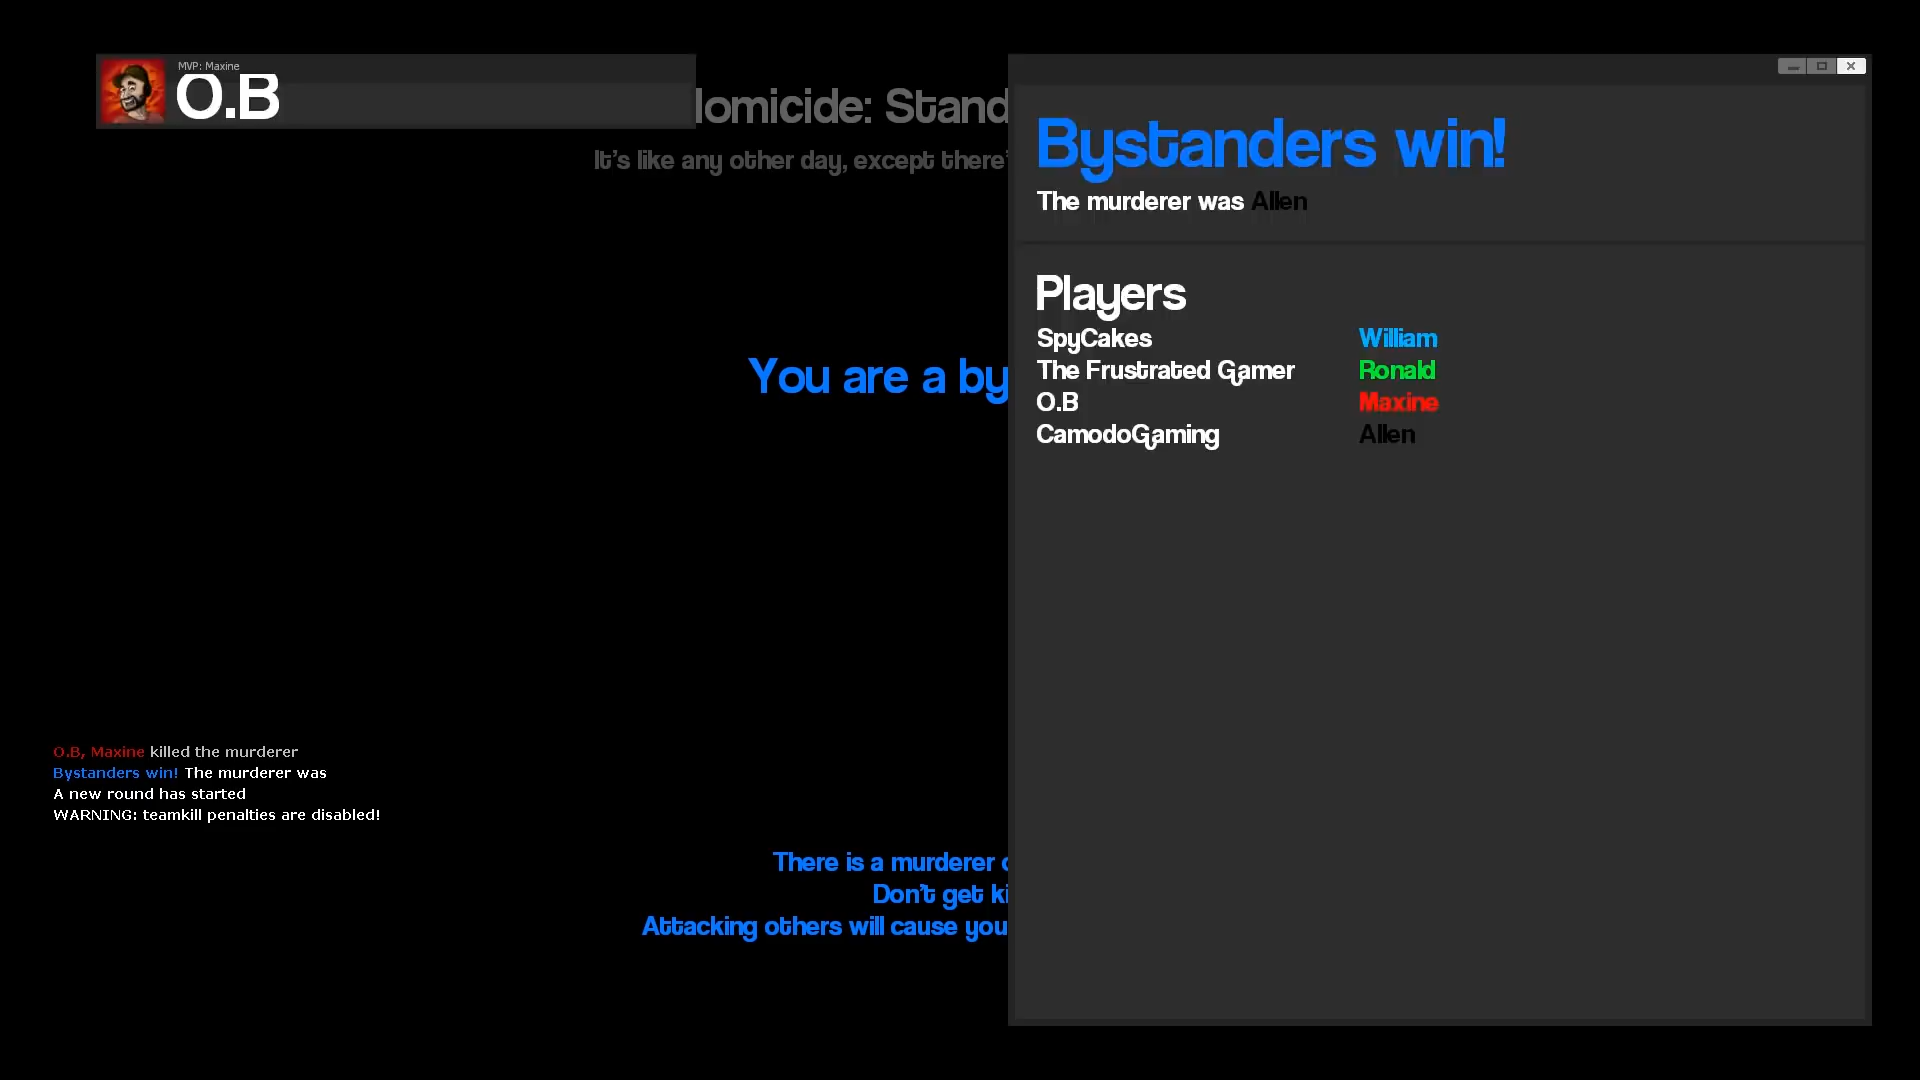 MVP: Maxine
O.B
lomicide: Stand
It's like any other day, except there'
You are a by
O.B, Maxine killed the murderer
Bystanders win! The murderer was
A new round has started
WARNING: teamkill penalties are disabled!
There is a murderer
Don't get ki
Attacking others will cause you
Bystanders win!
The murderer was Allen
Players
SpyCakes William
The Frustrated Gamer Ronald
O.B Maxine
CamodoGaming Allen